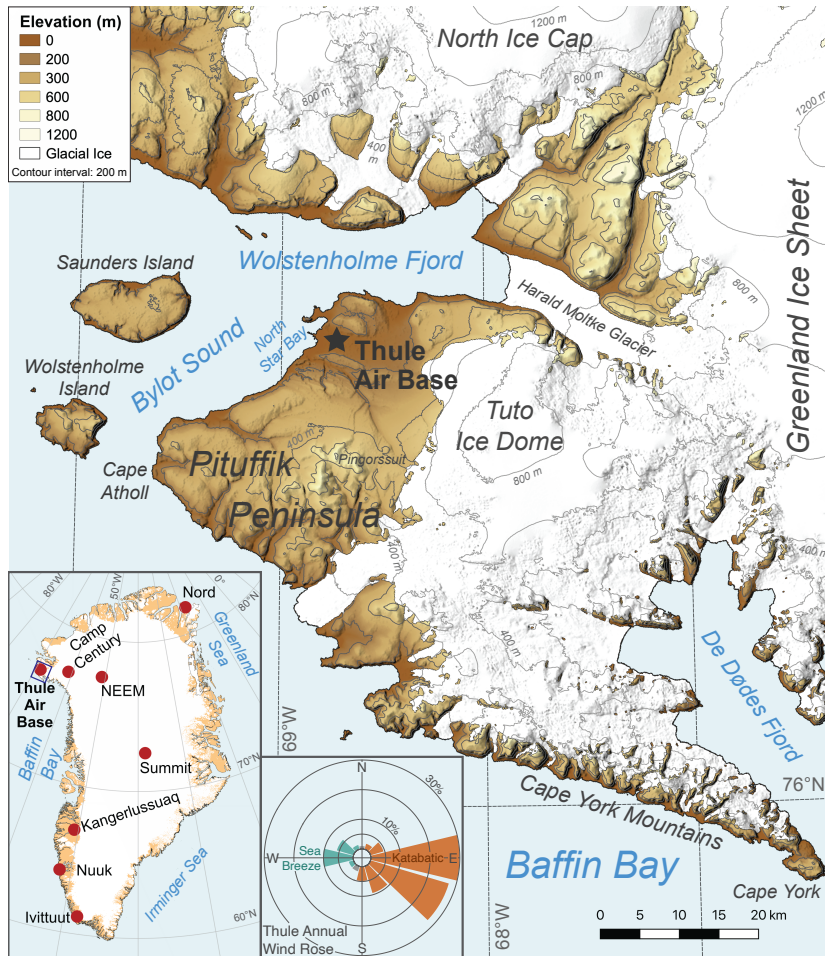 Elevation (m)
0
200
300
600
800
1200
Glacial Ice
Contour interval: 200 m
North Ice Cap
1200 m
800 m
800 m
400
m
1200 m
Greenland Ice Sheet
800 m
Saunders Island
Wolstenholme Fjord
Harald Moltke Glacier
Wolstenholme
Island
Bylot Sound
North
Star Bay
Thule
Air Base
Tuto
Ice Dome
800 m
Cape
Atholl
400 m
Pituffik
Peninsula
Pingorssuit
400 m
400 m
400 m
De Dødes Fjord
69°W
76°N
Cape York Mountains
Baffin Bay
Cape York
68°W
0 5 10 15 20 km
80°W
50°W
0°
80°N
Nord
Greenland
Sea
Camp
Century
NEEM
Thule
Air
Base
Baffin
Bay
Summit
70°N
Kangerlussuaq
Nuuk
Irminger Sea
Ivittuut
60°N
N
30%
10%
Sea
Breeze
W
Katabatic
E
S
Thule Annual
Wind Rose